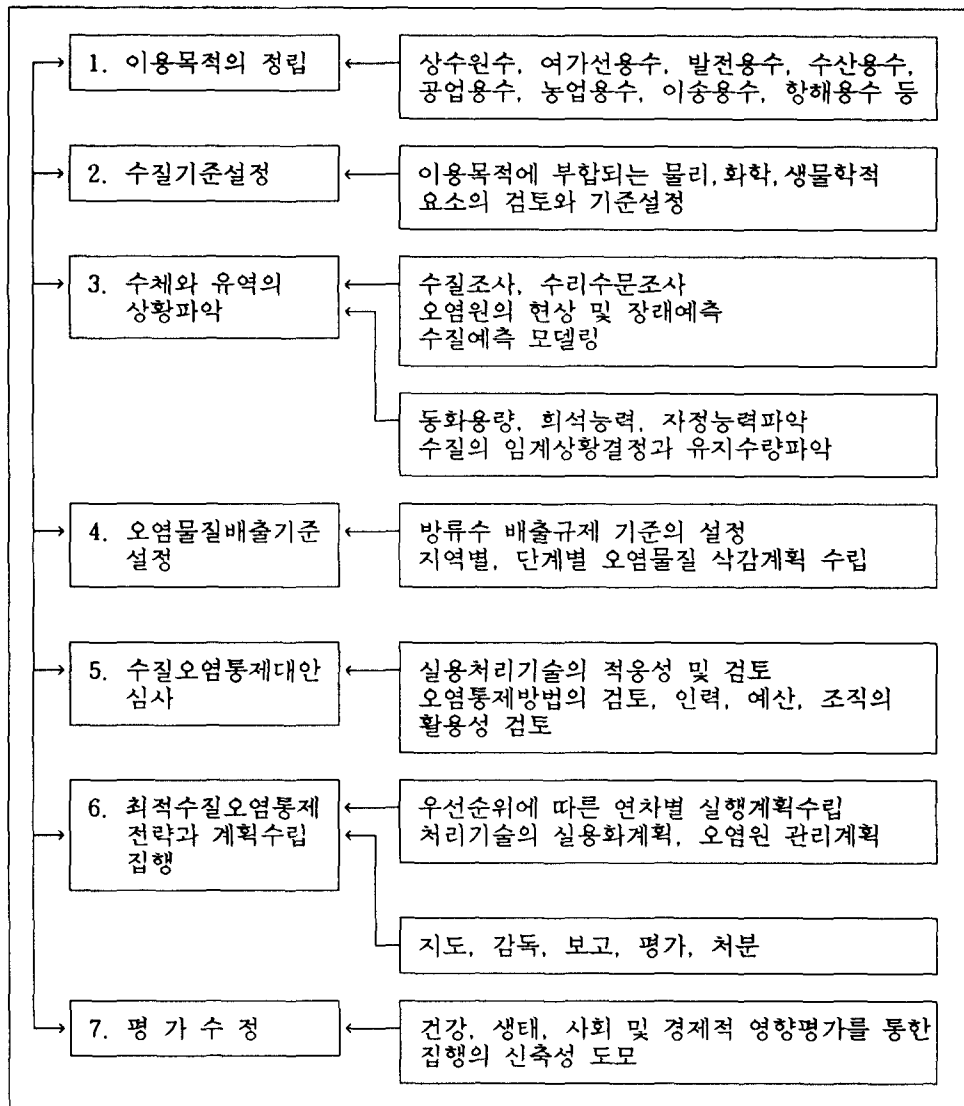 1. 이용목적의 정립
상수원수, 여가선용수, 발전용수, 수산용수,
공업용수, 농업용수, 이송용수, 항해용수 등
2. 수질기준설정
이용목적에 부합되는 물리,화학,생물학적
요소의 검토와 기준설정
3. 수체와 유역의
상황파악
수질조사, 수리수문조사
오염원의 현상 및 장래예측
수질예측 모델링
동화용량, 희석능력, 자정능력파악
수질의 임계상황결정과 유지수량파악
4. 오염물질배출기준
설정
방류수 배출규제 기준의 설정
지역별, 단계별 오염물질 삭감계획 수립
5. 수질오염통제대안
심사
실용처리기술의 적응성 및 검토
오염통제방법의 검토, 인력, 예산, 조직의
활용성 검토
6. 최적수질오염통제
전략과 계획수립
집행
우선순위에 따른 연차별 실행계획수립
처리기술의 실용화계획, 오염원 관리계획
지도, 감독, 보고, 평가, 처분
7. 평 가 수 정
건강, 생태, 사회 및 경제적 영향평가를 통한
집행의 신축성 도모